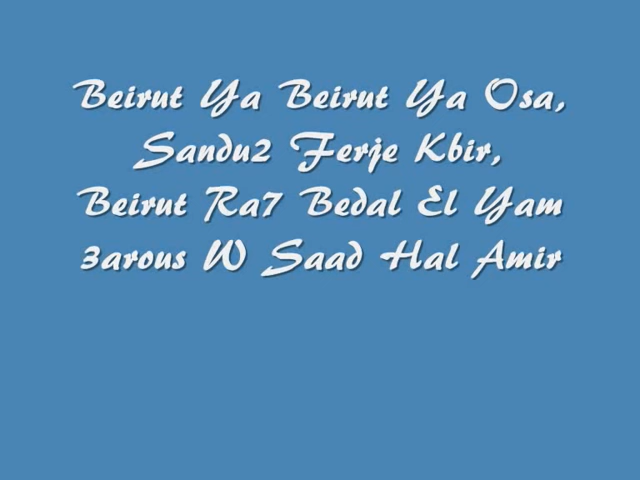 Beirut Ya Beirut Ya Osa,
Sandu2 Ferje Kbir,
Beirut Ra7 Bedal El Yam
3arous W Saad Hal Amir